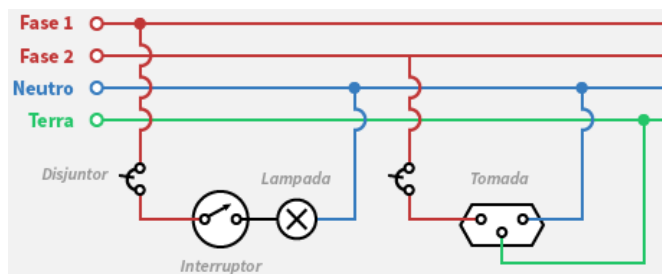 Fase 1
Fase 2
Neutro
Terra
Disjuntor
Lampada
Tomada
Interruptor